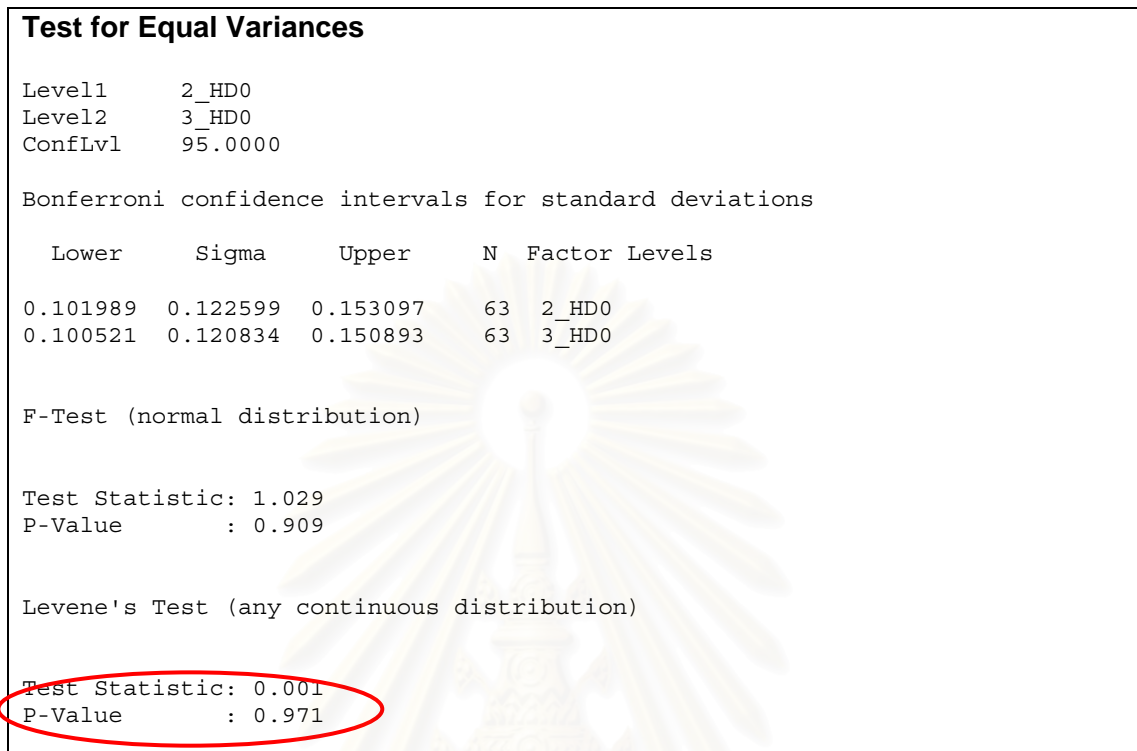 Test for Equal Variances
Level1 2_HD0
Level2 3_HD0
ConfLvl 95.0000
Bonferroni confidence intervals for standard deviations
Lower Sigma Upper N Factor Levels
0.101989 0.122599 0.153097 63 2_HD0
0.100521 0.120834 0.150893 63 3_HD0
F-Test (normal distribution)
Test Statistic: 1.029
P-Value : 0.909
Levene's Test (any continuous distribution)
Test Statistic: 0.001
P-Value : 0.971